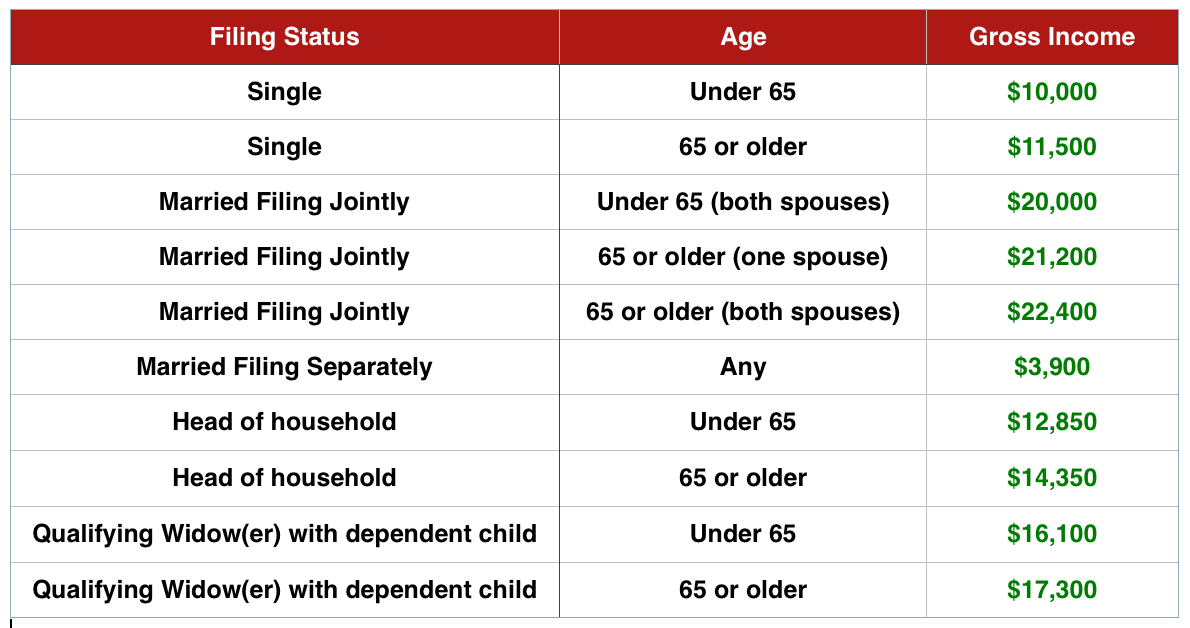 Filing Status Age Gross Income
Single Under 65 $10,000
Single 65 or older $11,500
Married Filing Jointly Under 65 (both spouses) $20,000
Married Filing Jointly 65 or older (one spouse) $21,200
Married Filing Jointly 65 or older (both spouses) $22,400
Married Filing Separately Any $3,900
Head of household Under 65 $12,850
Head of household 65 or older $14,350
Qualifying Widow(er) with dependent child Under 65 $16,100
Qualifying Widow(er) with dependent child 65 or older $17,300